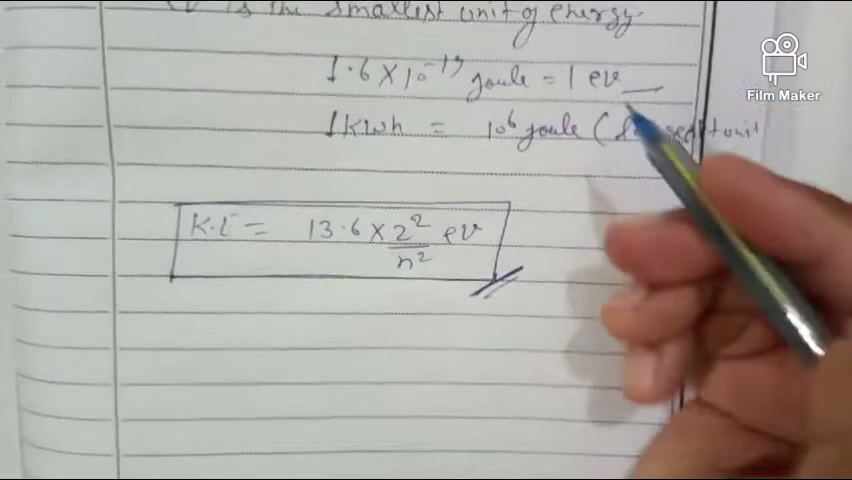 is the smallest unit of energy.
1.6 × 10⁻¹⁹ joule = 1 ev
1 kwh = 10⁶ joule ( unit
K.E = 13.6 × Z²/n² ev
Film Maker